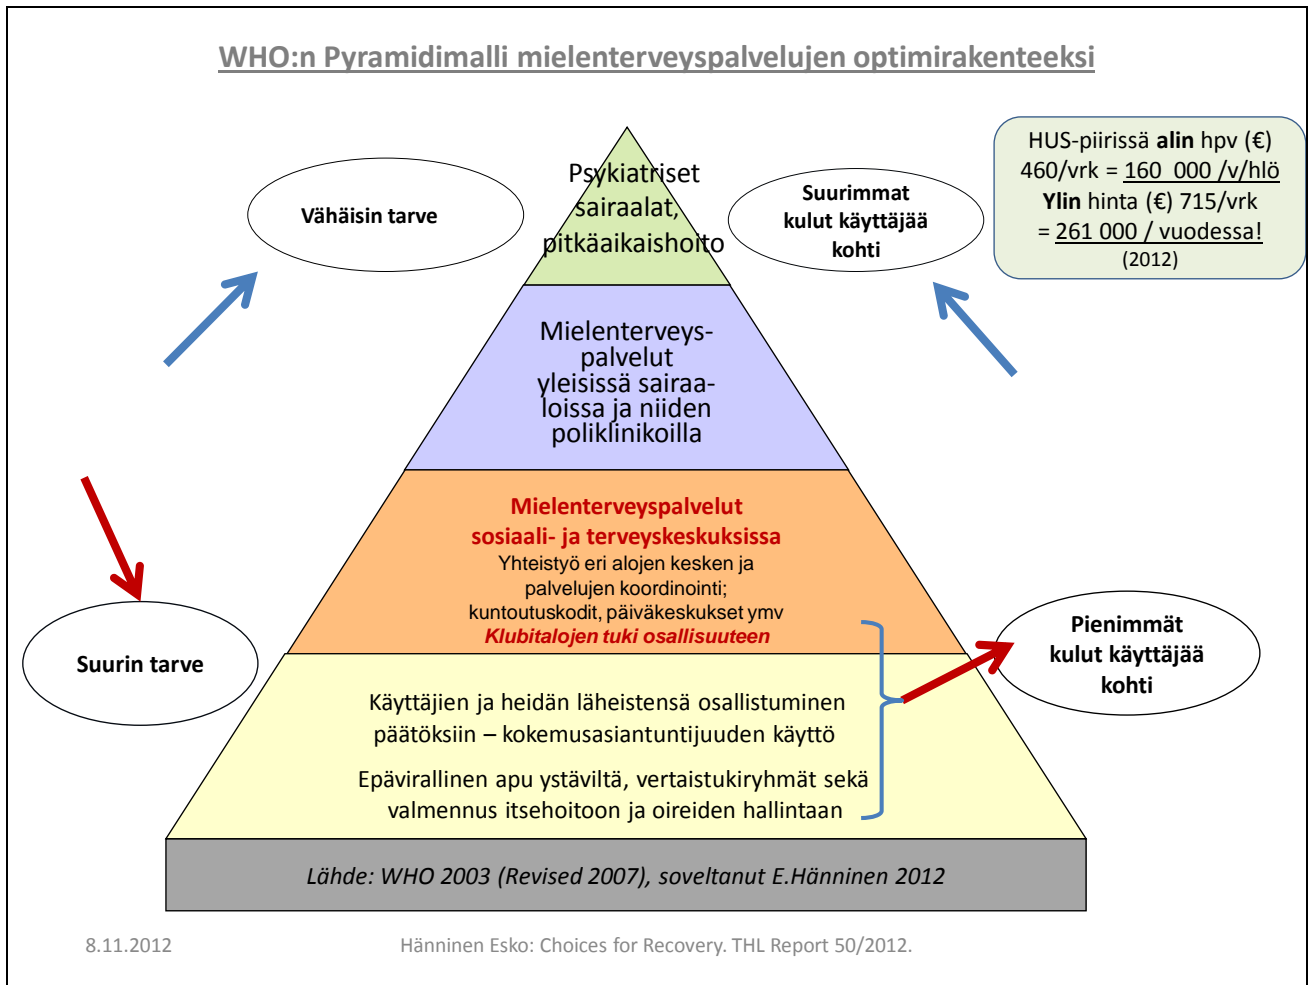 WHO:n Pyramidimalli mielenterveyspalvelujen optimirakenteeksi
Vähäisin tarve
Psykiatriset
sairaalat,
pitkäaikaishoito
Suurimmat
kulut käyttäjää
kohti
HUS-piirissä alin hpv (€)
460/vrk = 160 000 /v/hlö
Ylin hinta (€) 715/vrk
= 261 000 / vuodessa!
(2012)
Mielenterveys-
palvelut
yleisissä sairaa-
loissa ja niiden
poliklinikoilla
Mielenterveyspalvelut
sosiaali- ja terveyskeskuksissa
Yhteistyö eri alojen kesken ja
palvelujen koordinointi;
kuntoutuskodit, päiväkeskukset ymv
Klubitalojen tuki osallisuuteen
Suurin tarve
Pienimmät
kulut käyttäjää
kohti
Käyttäjien ja heidän läheistensä osallistuminen
päätöksiin – kokemusasiantuntijuuden käyttö
Epävirallinen apu ystäviltä, vertaistukiryhmät sekä
valmennus itsehoitoon ja oireiden hallintaan
Lähde: WHO 2003 (Revised 2007), soveltanut E.Hänninen 2012
8.11.2012
Hänninen Esko: Choices for Recovery. THL Report 50/2012.